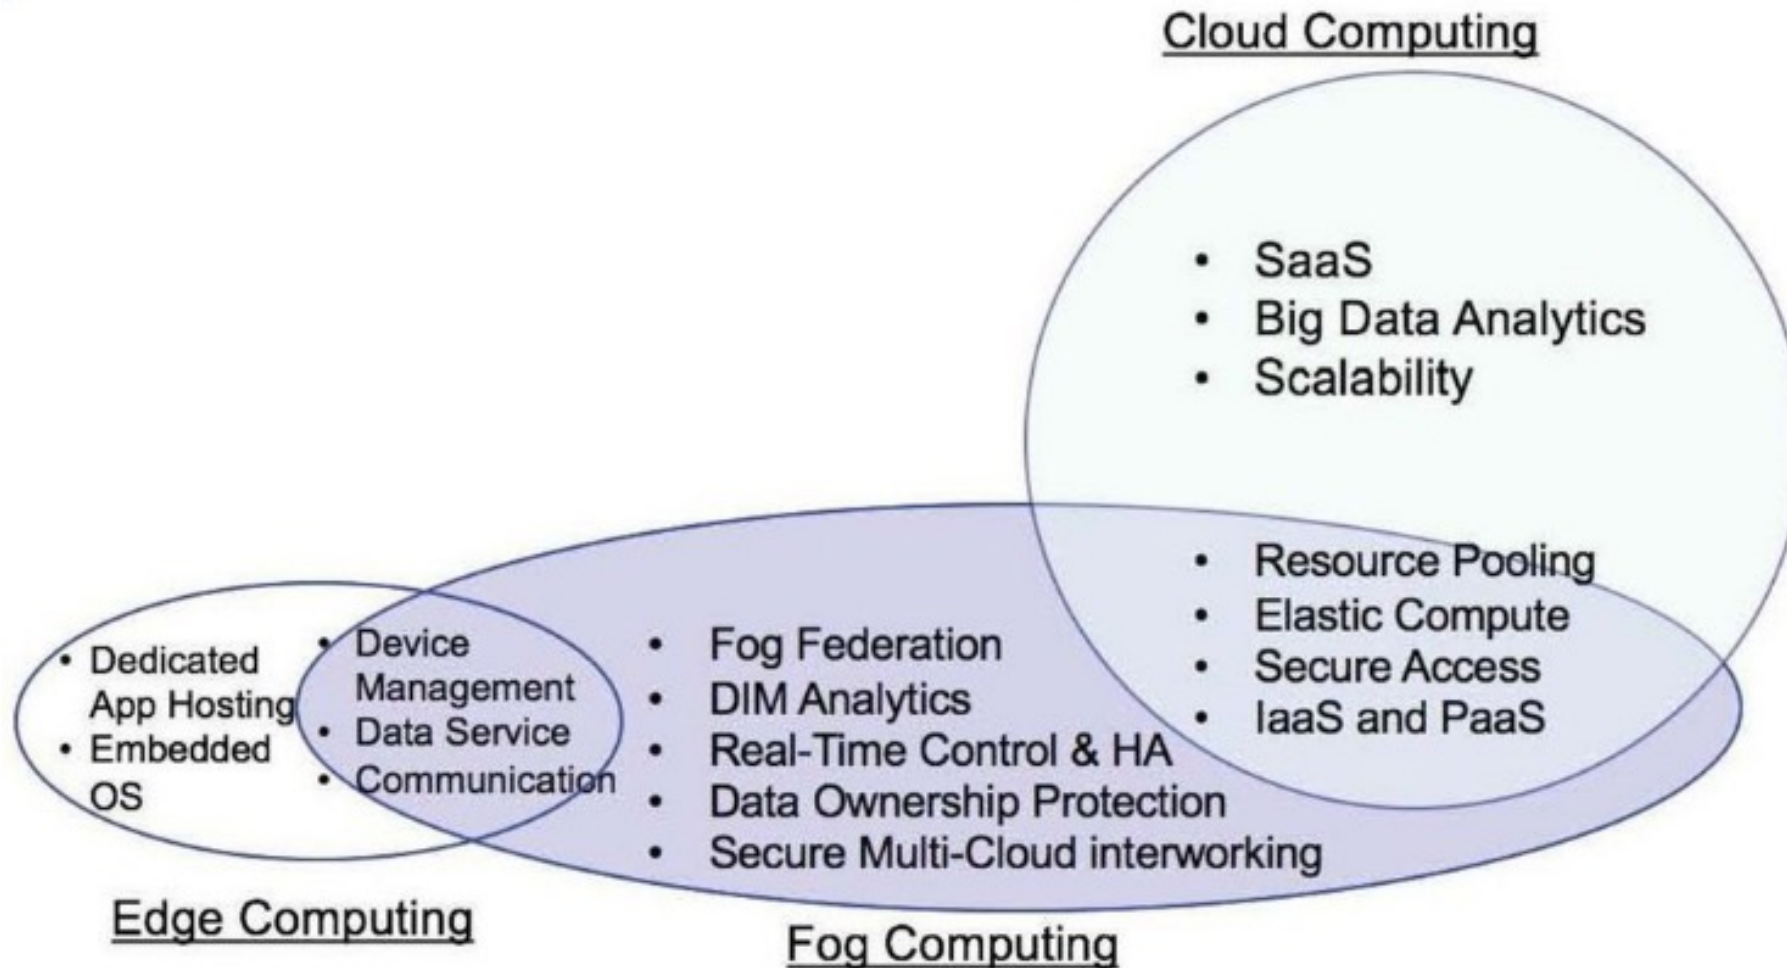 Cloud Computing
• SaaS
• Big Data Analytics
• Scalability
• Resource Pooling
• Elastic Compute
• Secure Access
• IaaS and PaaS
• Dedicated
App Hosting
• Embedded
OS
• Device
Management
• Data Service
• Communication
• Fog Federation
• DIM Analytics
• Real-Time Control & HA
• Data Ownership Protection
• Secure Multi-Cloud interworking
Edge Computing
Fog Computing